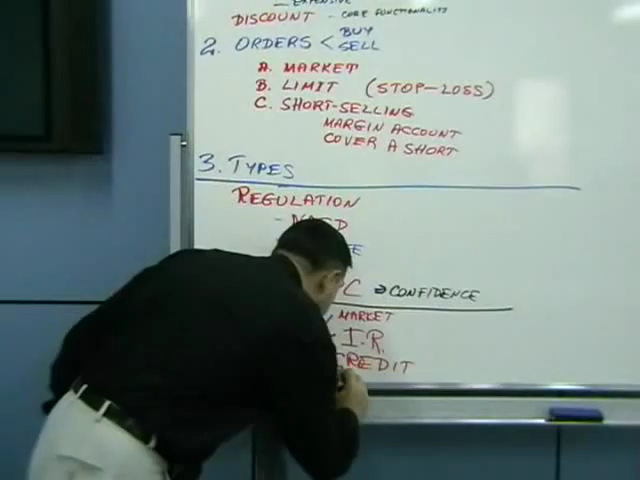 - EXPENSIVE
DISCOUNT - CORE FUNCTIONALITY
2. ORDERS < BUY
SELL
A. MARKET
B. LIMIT (STOP-LOSS)
C. SHORT-SELLING
MARGIN ACCOUNT
COVER A SHORT
3. TYPES
REGULATION
C → CONFIDENCE
MARKET
- I.R.
CREDIT